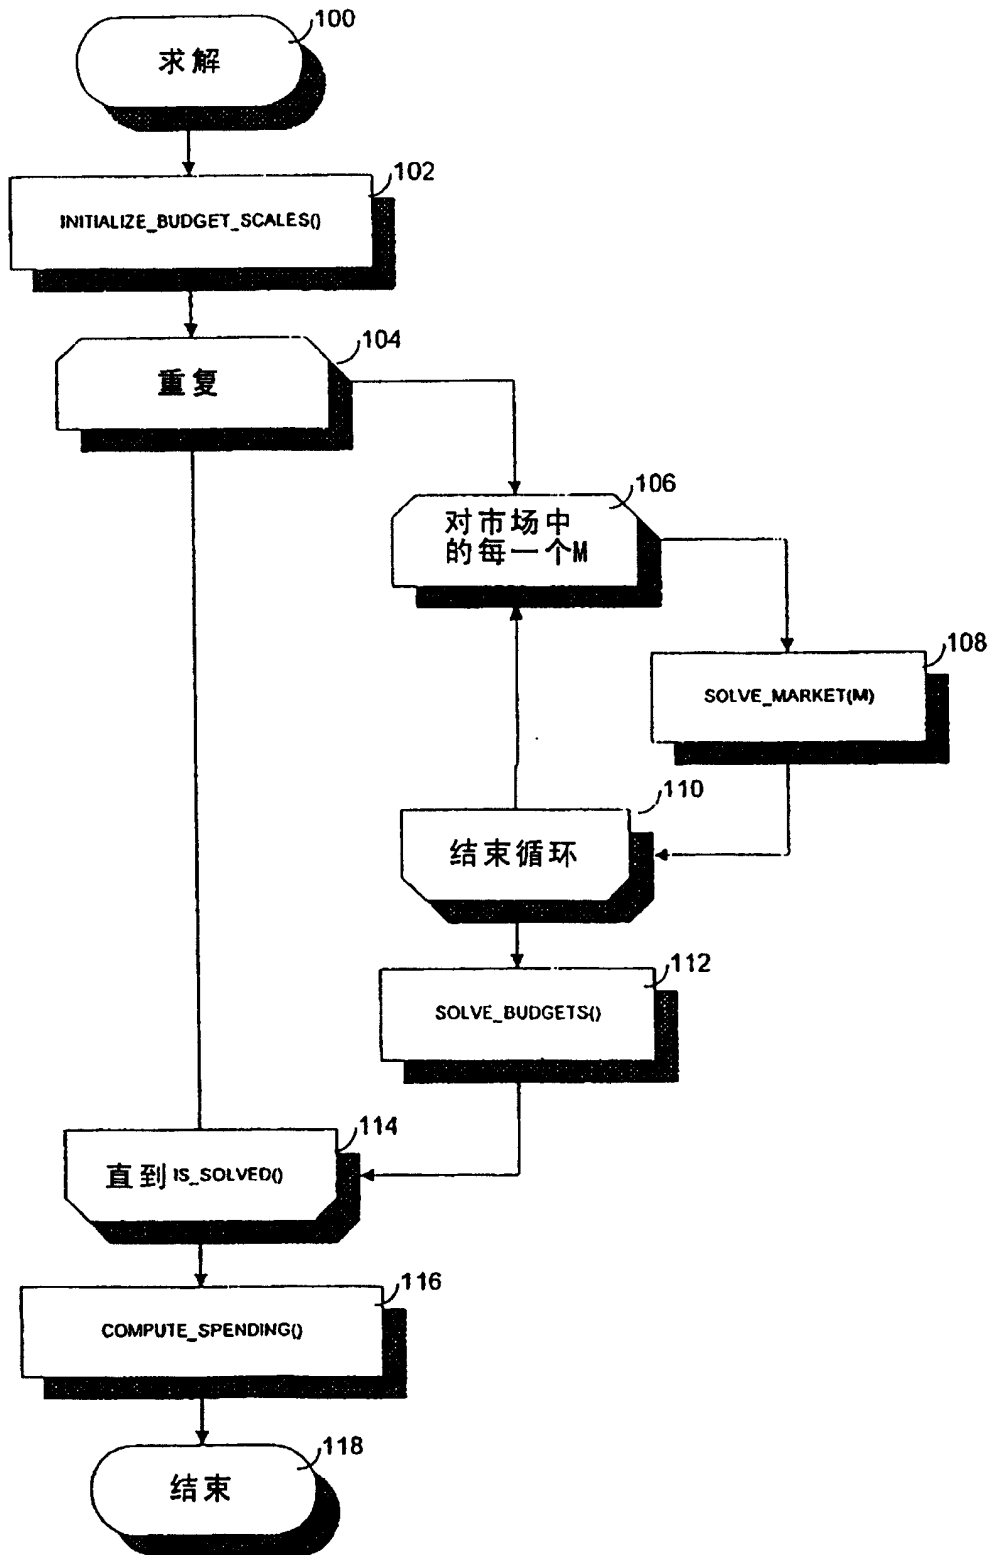 100
求解
102
INITIALIZE_BUDGET_SCALES()
104
重复
106
对市场中
的每一个M
108
SOLVE_MARKET(M)
110
结束循环
112
SOLVE_BUDGETS()
114
直到 IS_SOLVED()
116
COMPUTE_SPENDING()
118
结束